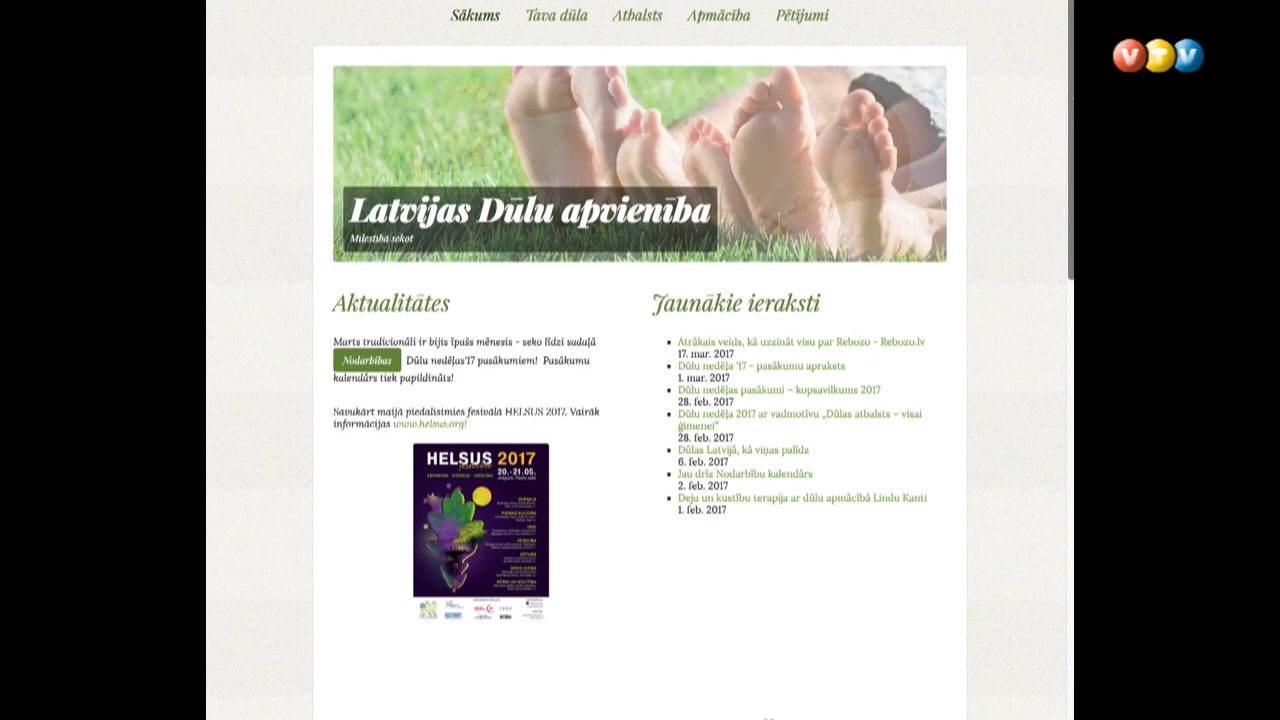 Sākums Tava dūla Atbalsts Apmācība Pētījumi
VTV
Latvijas Dūlu apvienība
Mīlestība sekot
Aktualitātes
Marts tradicionāli ir bijis īpašs mēnesis – seko līdzi sadaļā
Nodarbības Dūlu nedēļas'17 pasākumiem! Pasākumu
kalendārs tiek papildināts!
Savukārt maijā piedalīsimies fesivālā HELSUS 2017. Vairāk
informācijas www.helsus.org!
HELSUS 2017
festivāls
20.-21.05.
Jaunākie ieraksti
Ātrākais veids, kā uzzināt visu par Rebozo – Rebozo.lv
17. mar. 2017
Dūlu nedēļa '17 – pasākumu apraksts
1. mar. 2017
Dūlu nedēļas pasākumi – kopsavilkums 2017
28. feb. 2017
Dūlu nedēļa 2017 ar vadmotīvu „Dūlas atbalsts – visai
ģimenei”
28. feb. 2017
Dūlas Latvijā, kā viņas palīdz
6. feb. 2017
Jau drīz Nodarbību kalendārs
2. feb. 2017
Deju un kustību terapija ar dūlu apmācībā Lindu Kanti
1. feb. 2017